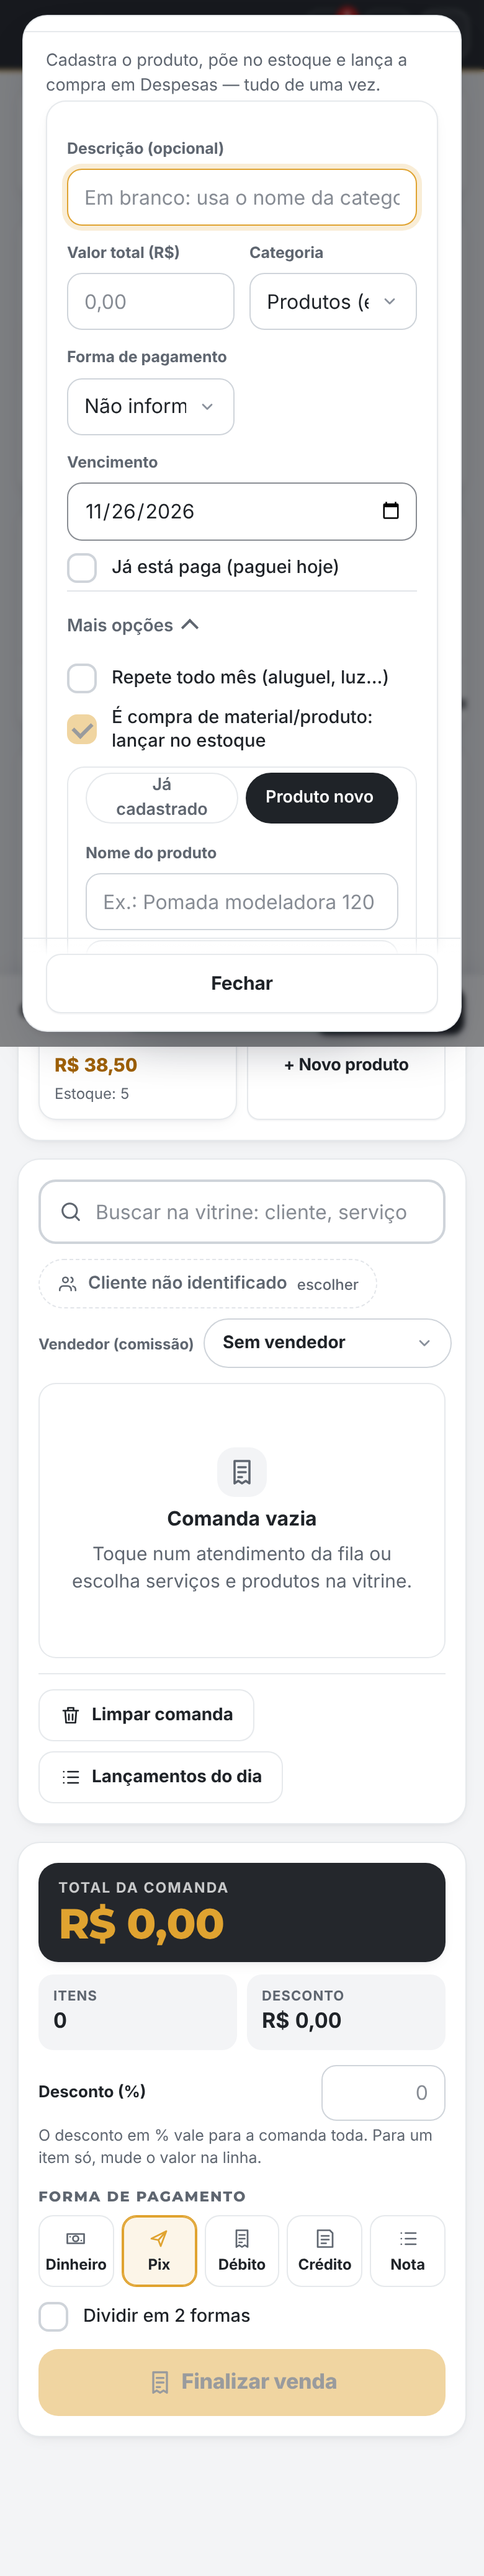 Cadastra o produto, põe no estoque e lança a
compra em Despesas — tudo de uma vez.
Descrição (opcional)
Em branco: usa o nome da catego
Valor total (R$)
Categoria
0,00
Produtos (e
Forma de pagamento
Não inform
Vencimento
11/26/2026
Já está paga (paguei hoje)
Mais opções
Repete todo mês (aluguel, luz...)
É compra de material/produto:
lançar no estoque
Já
cadastrado
Produto novo
Nome do produto
Ex.: Pomada modeladora 120
Fechar
R$ 38,50
Estoque: 5
+ Novo produto
Buscar na vitrine: cliente, serviço
Cliente não identificado escolher
Vendedor (comissão)
Sem vendedor
Comanda vazia
Toque num atendimento da fila ou
escolha serviços e produtos na vitrine.
Limpar comanda
Lançamentos do dia
TOTAL DA COMANDA
R$ 0,00
ITENS
0
DESCONTO
R$ 0,00
Desconto (%)
0
O desconto em % vale para a comanda toda. Para um
item só, mude o valor na linha.
FORMA DE PAGAMENTO
Dinheiro
Pix
Débito
Crédito
Nota
Dividir em 2 formas
Finalizar venda